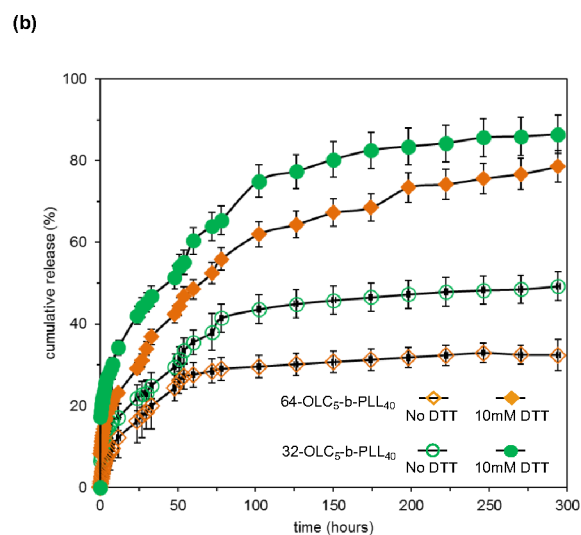 (b)
100
80
60
40
20
0
cumulative release (%)
0 50 100 150 200 250 300
time (hours)
64-OLC₅-b-PLL₄₀
No DTT 10mM DTT
32-OLC₅-b-PLL₄₀
No DTT 10mM DTT